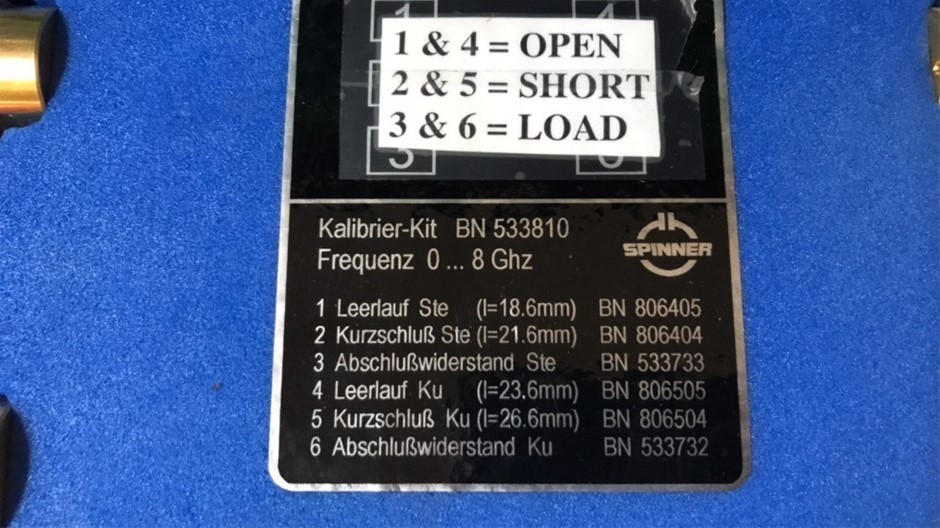 1 & 4 = OPEN
2 & 5 = SHORT
3 & 6 = LOAD
3
Kalibrier-Kit BN 533810
SPINNER
Frequenz 0 ... 8 Ghz
1 Leerlauf Ste (l=18.6mm) BN 806405
2 Kurzschluß Ste (l=21.6mm) BN 806404
3 Abschlußwiderstand Ste BN 533733
4 Leerlauf Ku (l=23.6mm) BN 806505
5 Kurzschluß Ku (l=26.6mm) BN 806504
6 Abschlußwiderstand Ku BN 533732